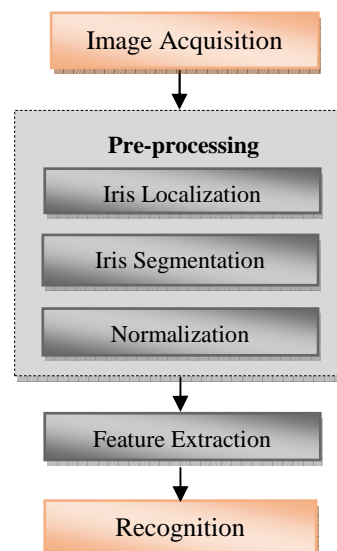 Image Acquisition
Pre-processing
Iris Localization
Iris Segmentation
Normalization
Feature Extraction
Recognition